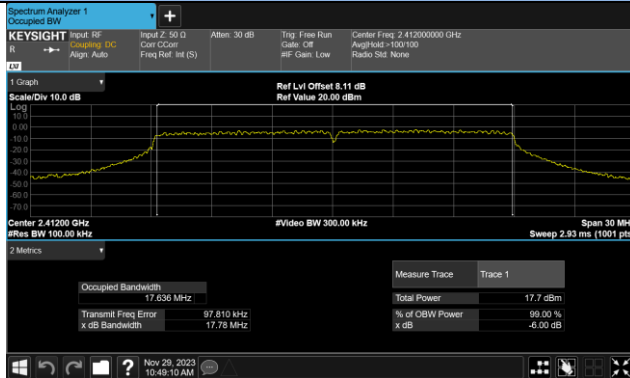 Spectrum Analyzer 1
Occupied BW
KEYSIGHT Input: RF Input Z: 50 Ω Atten: 30 dB Trig: Free Run Center Freq: 2.412000000 GHz
R Coupling: DC Corr CCorr Gate: Off Avg|Hold:>100/100
Align: Auto Freq Ref: Int (S) #IF Gain: Low Radio Std: None
LXI
1 Graph
Ref Lvl Offset 8.11 dB
Scale/Div 10.0 dB Ref Value 20.00 dBm
Log
10.0
0.00
-10.0
-20.0
-30.0
-40.0
-50.0
-60.0
-70.0
Center 2.41200 GHz #Video BW 300.00 kHz Span 30 MH
#Res BW 100.00 kHz Sweep 2.93 ms (1001 pts
2 Metrics
Measure Trace Trace 1
Occupied Bandwidth
17.636 MHz Total Power 17.7 dBm
Transmit Freq Error 97.810 kHz % of OBW Power 99.00 %
x dB Bandwidth 17.78 MHz x dB -6.00 dB
? Nov 29, 2023
10:49:10 AM